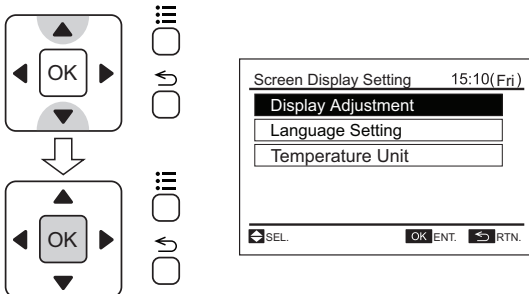 OK
OK
Screen Display Setting 15:10(Fri)
Display Adjustment
Language Setting
Temperature Unit
SEL. OK ENT. RTN.